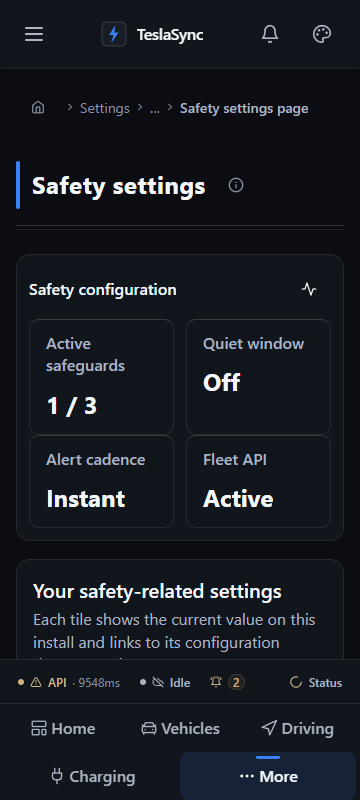 TeslaSync
Settings › ... › Safety settings page
Safety settings
Safety configuration
Active safeguards
1 / 3
Quiet window
Off
Alert cadence
Instant
Fleet API
Active
Your safety-related settings
Each tile shows the current value on this
install and links to its configuration
API · 9548ms
Idle
2
Status
Home
Vehicles
Driving
Charging
More